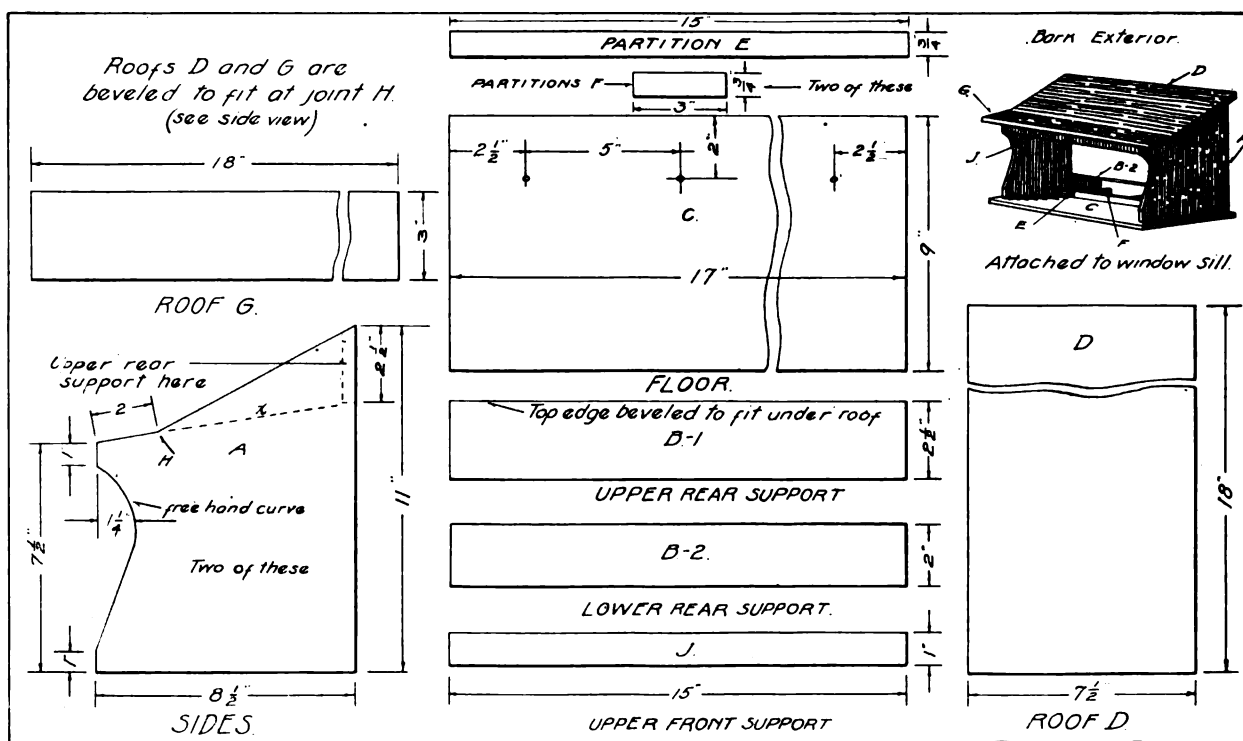 Roofs D and G are
beveled to fit at joint H.
(see side view)
18"
3"
ROOF G.
15"
PARTITION E
3/4
PARTITIONS F
3/4"
Two of these
3"
2 1/2"
5"
2"
2 1/2"
C.
17"
9"
FLOOR.
Top edge beveled to fit under roof
B-1
2 1/2"
UPPER REAR SUPPORT
B-2.
2"
LOWER REAR SUPPORT.
J.
1"
15"
UPPER FRONT SUPPORT
Upper rear
support here
2 1/2"
2
x
H
A
1"
free hand curve
1 1/4"
7 1/2"
11"
Two of these
1"
8 1/2"
SIDES.
Bark Exterior.
D
G.
J.
B-2
C
E
F
Attached to window sill.
D
18"
7 1/2"
ROOF D.